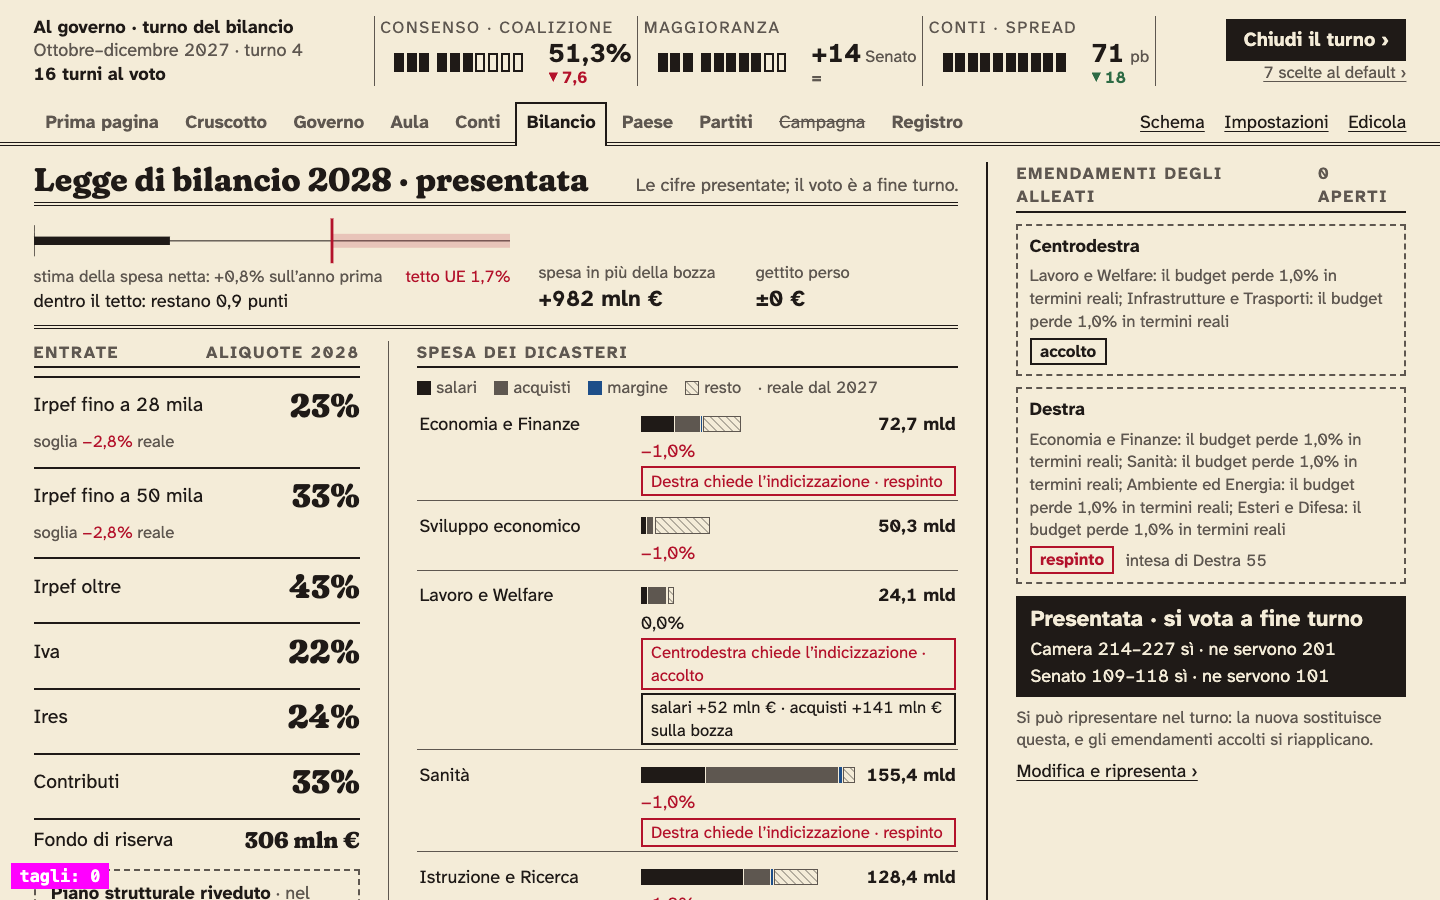 Al governo · turno del bilancio
Ottobre–dicembre 2027 · turno 4
16 turni al voto
CONSENSO · COALIZIONE
51,3%
▼ 7,6
MAGGIORANZA
+14 Senato
=
CONTI · SPREAD
71 pb
▼ 18
Chiudi il turno ›
7 scelte al default ›
Prima pagina Cruscotto Governo Aula Conti Bilancio Paese Partiti Campagna Registro Schema Impostazioni Edicola
Legge di bilancio 2028 · presentata
Le cifre presentate; il voto è a fine turno.
stima della spesa netta: +0,8% sull’anno prima
tetto UE 1,7%
dentro il tetto: restano 0,9 punti
spesa in più della bozza
+982 mln €
gettito perso
±0 €
ENTRATE ALIQUOTE 2028
Irpef fino a 28 mila 23%
soglia −2,8% reale
Irpef fino a 50 mila 33%
soglia −2,8% reale
Irpef oltre 43%
Iva 22%
Ires 24%
Contributi 33%
Fondo di riserva 306 mln €
tagli: 0
Piano strutturale riveduto · nel
SPESA DEI DICASTERI
salari acquisti margine resto · reale dal 2027
Economia e Finanze 72,7 mld
−1,0%
Destra chiede l’indicizzazione · respinto
Sviluppo economico 50,3 mld
−1,0%
Lavoro e Welfare 24,1 mld
0,0%
Centrodestra chiede l’indicizzazione ·
accolto
salari +52 mln € · acquisti +141 mln €
sulla bozza
Sanità 155,4 mld
−1,0%
Destra chiede l’indicizzazione · respinto
Istruzione e Ricerca 128,4 mld
EMENDAMENTI DEGLI
ALLEATI
0
APERTI
Centrodestra
Lavoro e Welfare: il budget perde 1,0% in
termini reali; Infrastrutture e Trasporti: il budget
perde 1,0% in termini reali
accolto
Destra
Economia e Finanze: il budget perde 1,0% in
termini reali; Sanità: il budget perde 1,0% in
termini reali; Ambiente ed Energia: il budget
perde 1,0% in termini reali; Esteri e Difesa: il
budget perde 1,0% in termini reali
respinto intesa di Destra 55
Presentata · si vota a fine turno
Camera 214–227 sì · ne servono 201
Senato 109–118 sì · ne servono 101
Si può ripresentare nel turno: la nuova sostituisce
questa, e gli emendamenti accolti si riapplicano.
Modifica e ripresenta ›